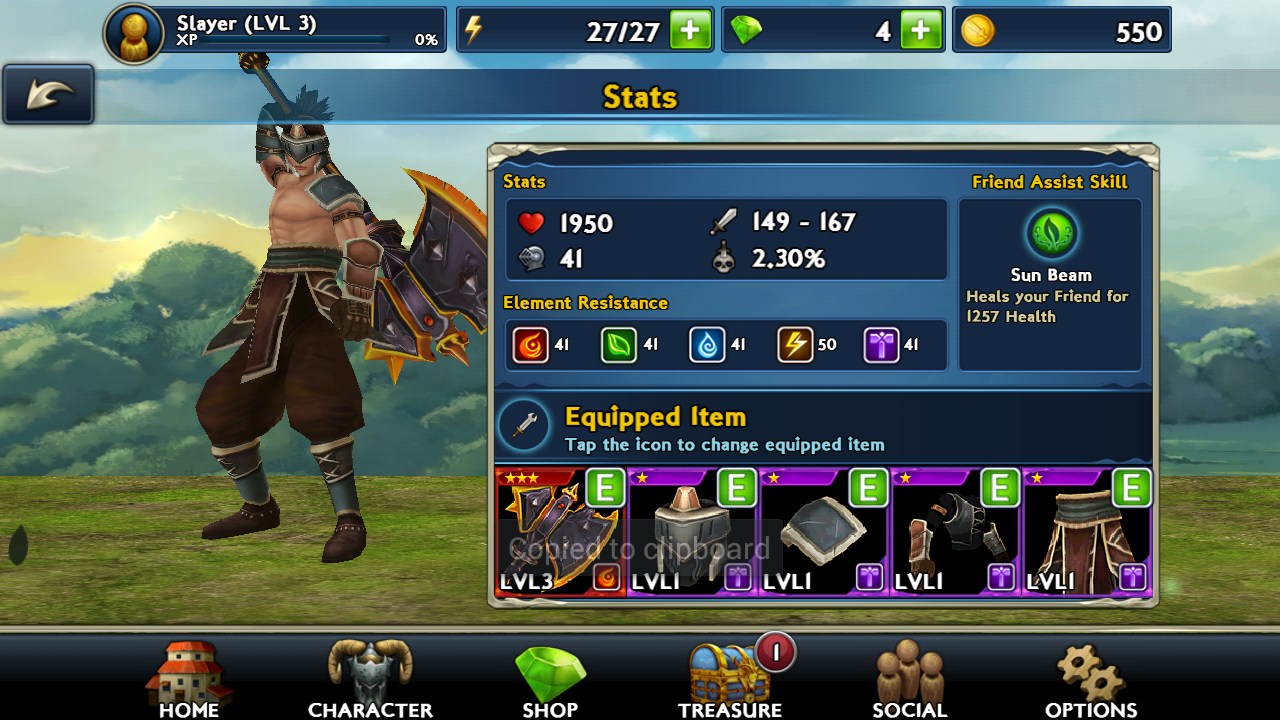 Slayer (LVL 3)
XP 0%
27/27
4
550
Stats
Stats
Friend Assist Skill
1950
149 - 167
41
2.30%
Sun Beam
Heals your Friend for
1257 Health
Element Resistance
41 41 41 50 41
Equipped Item
Tap the icon to change equipped item
E E E E E
Copied to clipboard
LVL3 LVL1 LVL1 LVL1 LVL1
1
HOME CHARACTER SHOP TREASURE SOCIAL OPTIONS